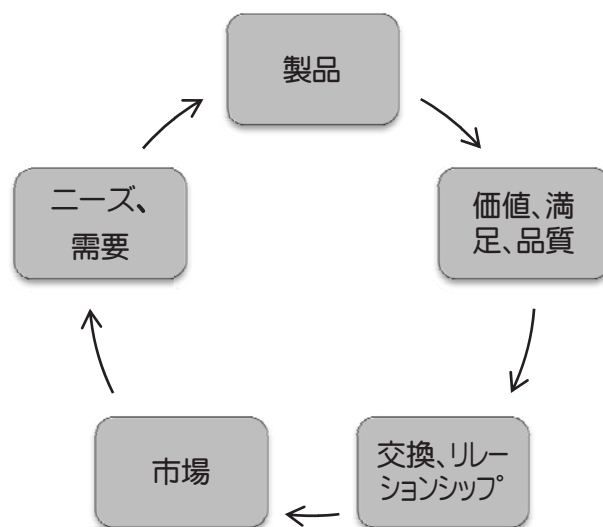 製品
価値、満
足、品質
交換、リレー
ションシップ
市場
ニーズ、
需要